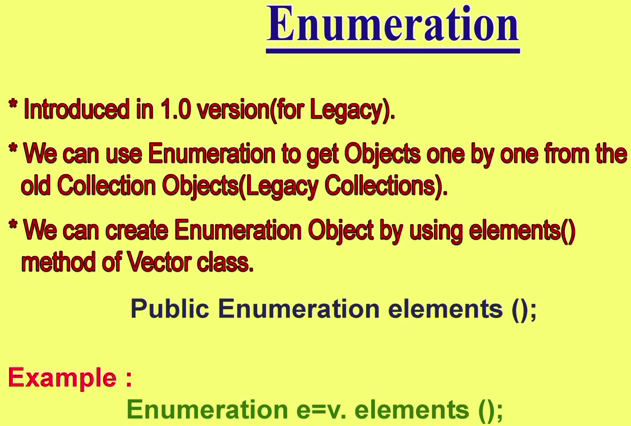 Enumeration
* Introduced in 1.0 version(for Legacy).
* We can use Enumeration to get Objects one by one from the
old Collection Objects(Legacy Collections).
* We can create Enumeration Object by using elements()
method of Vector class.
Public Enumeration elements ();
Example :
Enumeration e=v. elements ();